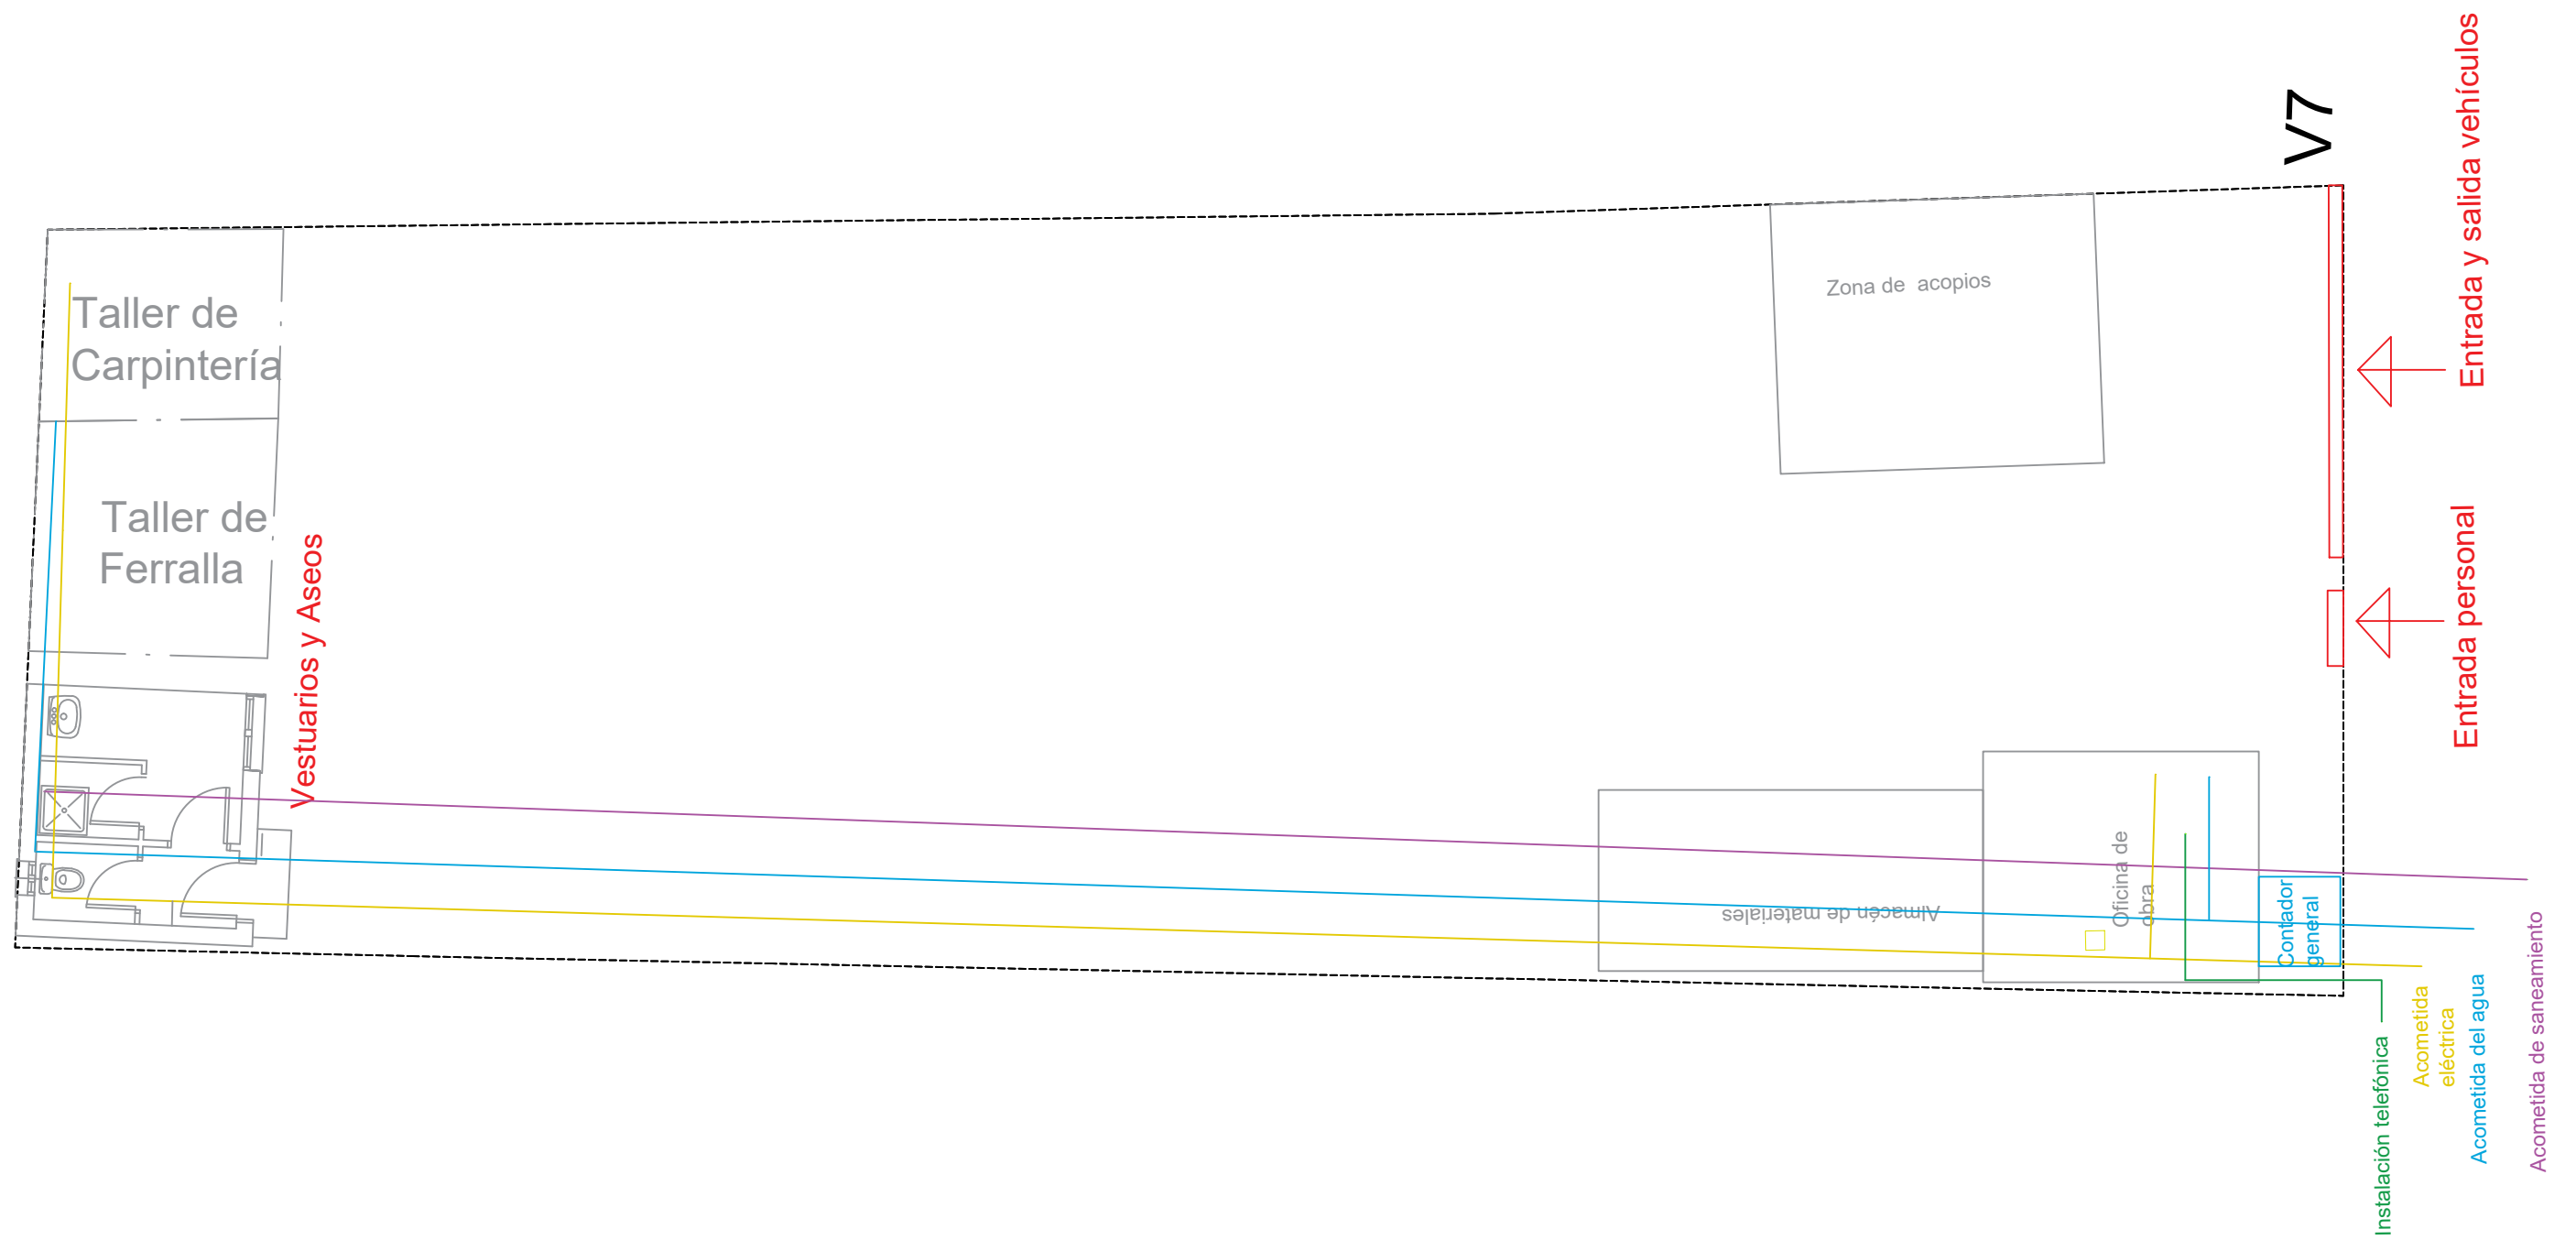 V7
Entrada y salida vehículos
Entrada personal
Zona de acopios
Taller de
Carpintería
Taller de
Ferralla
Vestuarios y Aseos
Almacén de materiales
Oficina de
obra
Contador
general
Instalación telefónica
Acometida
eléctrica
Acometida del agua
Acometida de saneamiento